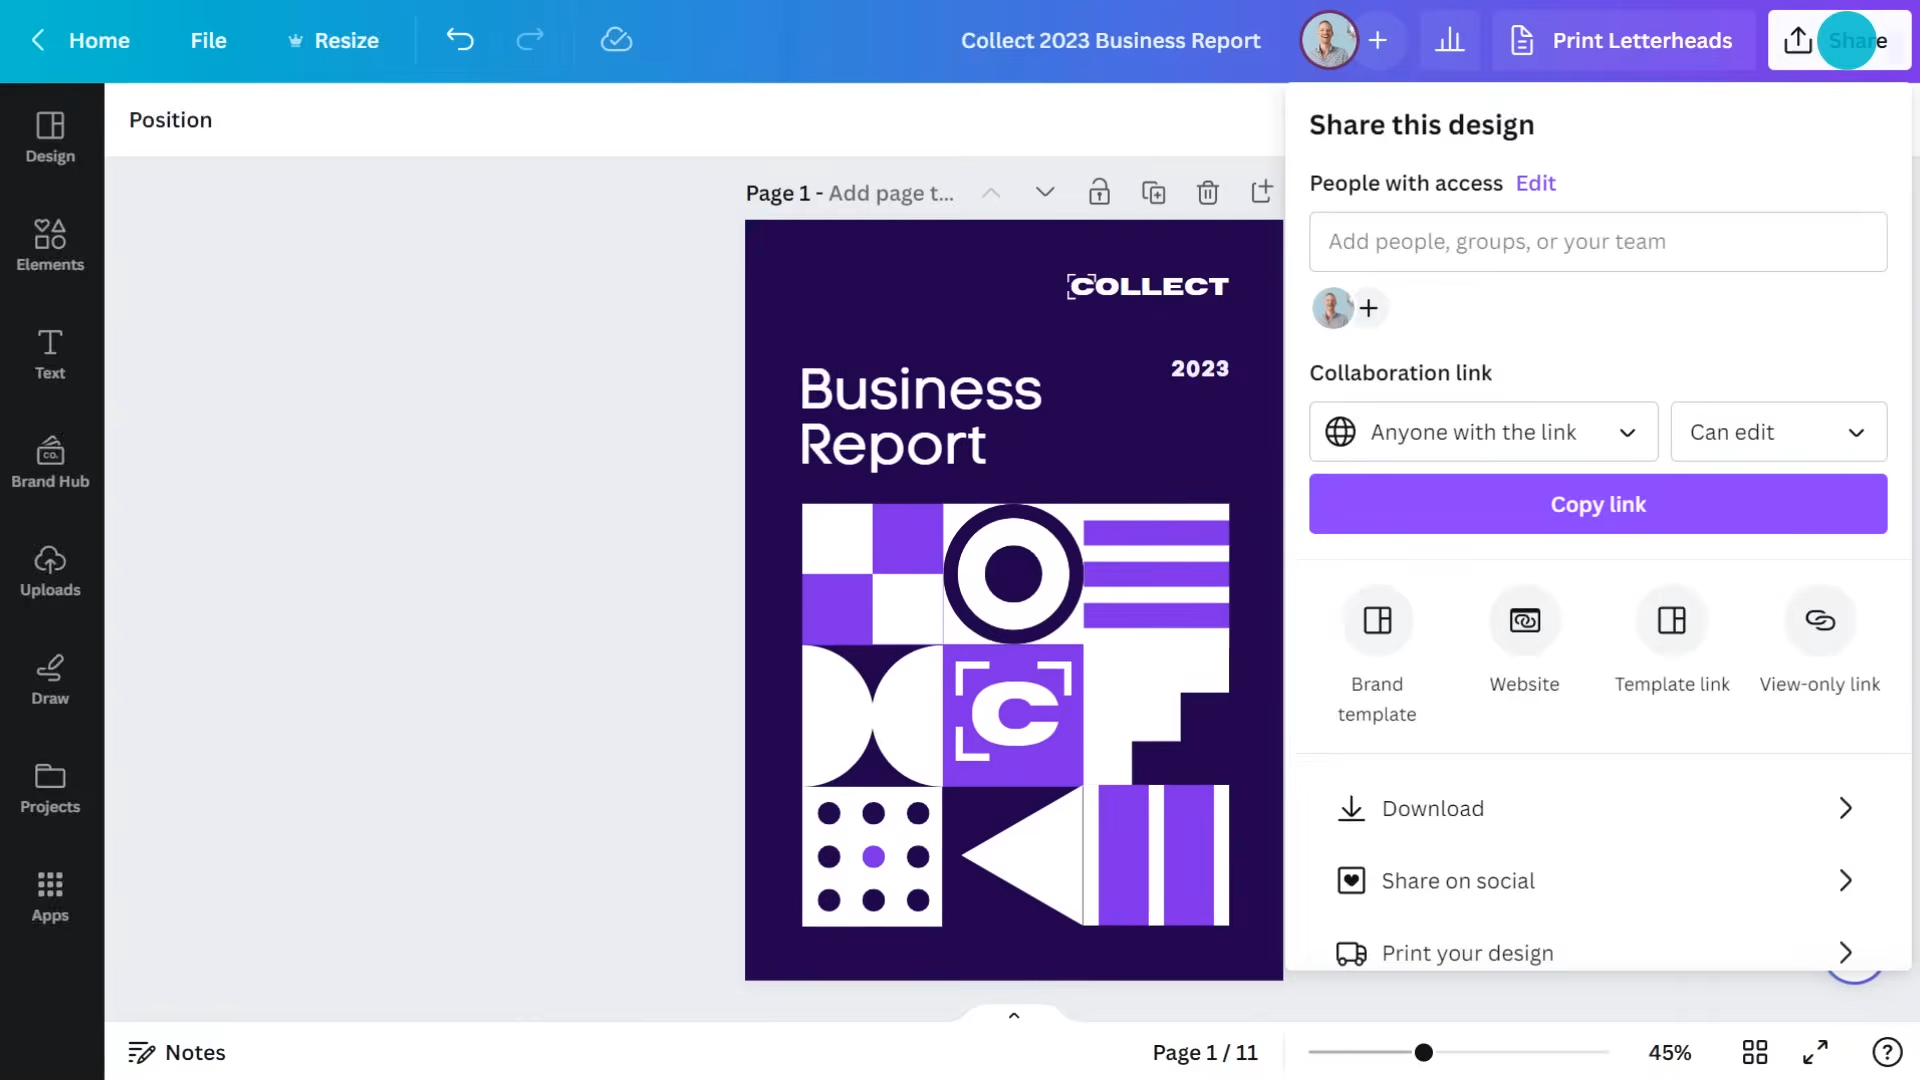 Home
File
Resize
Collect 2023 Business Report
Print Letterheads
Share
Design
Elements
Text
CO.
Brand Hub
Uploads
Draw
Projects
Apps
Position
Page 1 - Add page t...
COLLECT
2023
Business
Report
C
Share this design
People with access Edit
Add people, groups, or your team
Collaboration link
Anyone with the link
Can edit
Copy link
Brand
template
Website
Template link
View-only link
Download
Share on social
Print your design
Notes
Page 1 / 11
45%